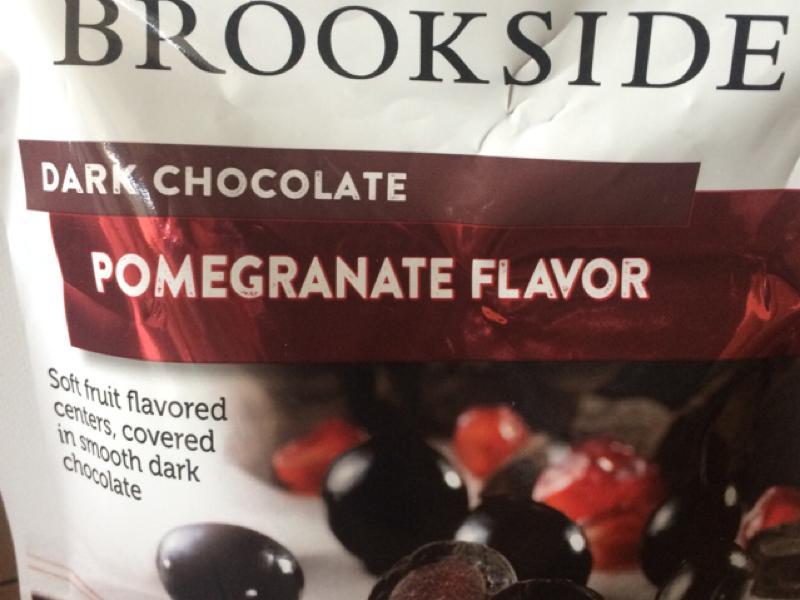 BROOKSIDE
DARK CHOCOLATE
POMEGRANATE FLAVOR
Soft fruit flavored
centers, covered
in smooth dark
chocolate